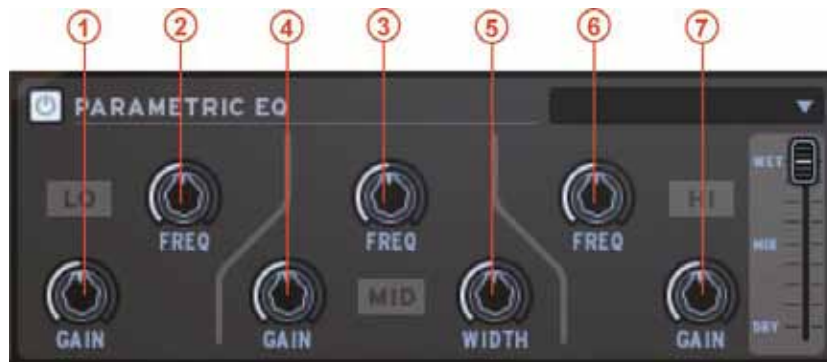 1 2 4 3 5 6 7
PARAMETRIC EQ
WET
LO HI
FREQ FREQ FREQ
MIX
MID
GAIN GAIN WIDTH GAIN
DRY